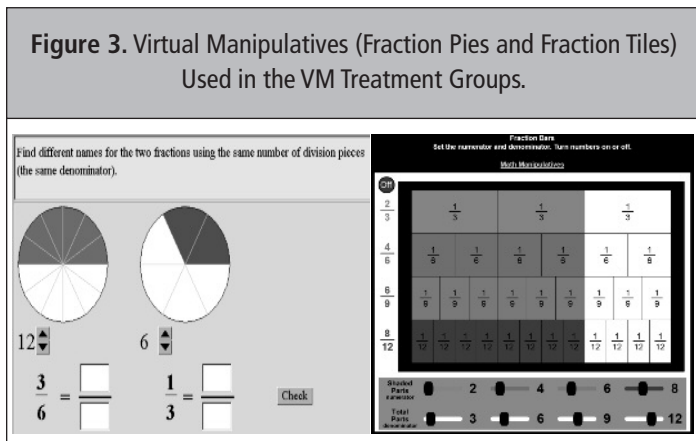 Figure 3. Virtual Manipulatives (Fraction Pies and Fraction Tiles)
Used in the VM Treatment Groups.
Find different names for the two fractions using the same number of division pieces
(the same denominator).
12
6
3/6 =
1/3 =
Check
Fraction Bars
Set the numerator and denominator. Turn numbers on or off.
Math Manipulatives
Off
2/3 1/3 1/3 1/3
4/6 1/6 1/6 1/6 1/6 1/6 1/6
6/9 1/9 1/9 1/9 1/9 1/9 1/9 1/9 1/9 1/9
8/12 1/12 1/12 1/12 1/12 1/12 1/12 1/12 1/12 1/12 1/12 1/12 1/12
Shaded Parts numerator 2 4 6 8
Total Parts denominator 3 6 9 12